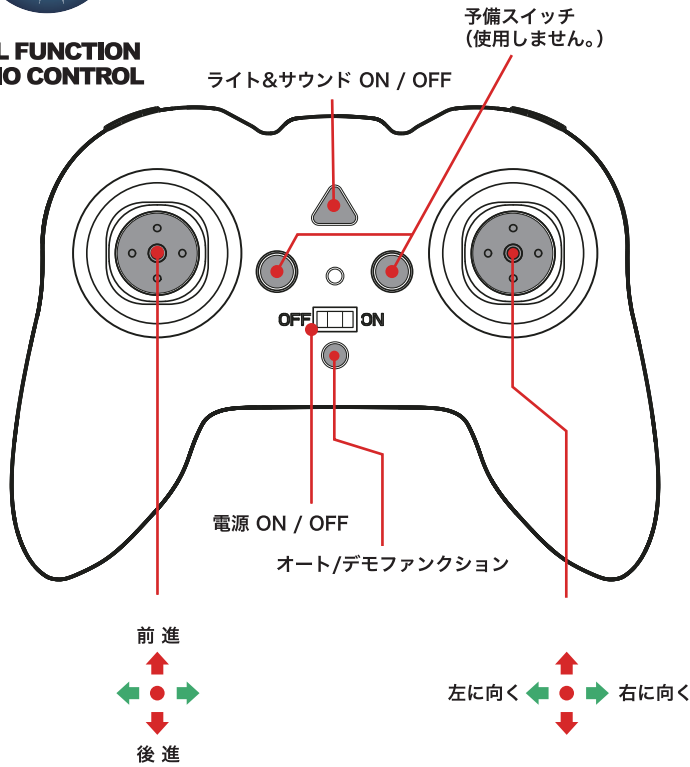 予備スイッチ
（使用しません。）
L FUNCTION
IO CONTROL
ライト&サウンド ON / OFF
OFF ON
電源 ON / OFF
オート/デモファンクション
前 進
左に向く 右に向く
後 進